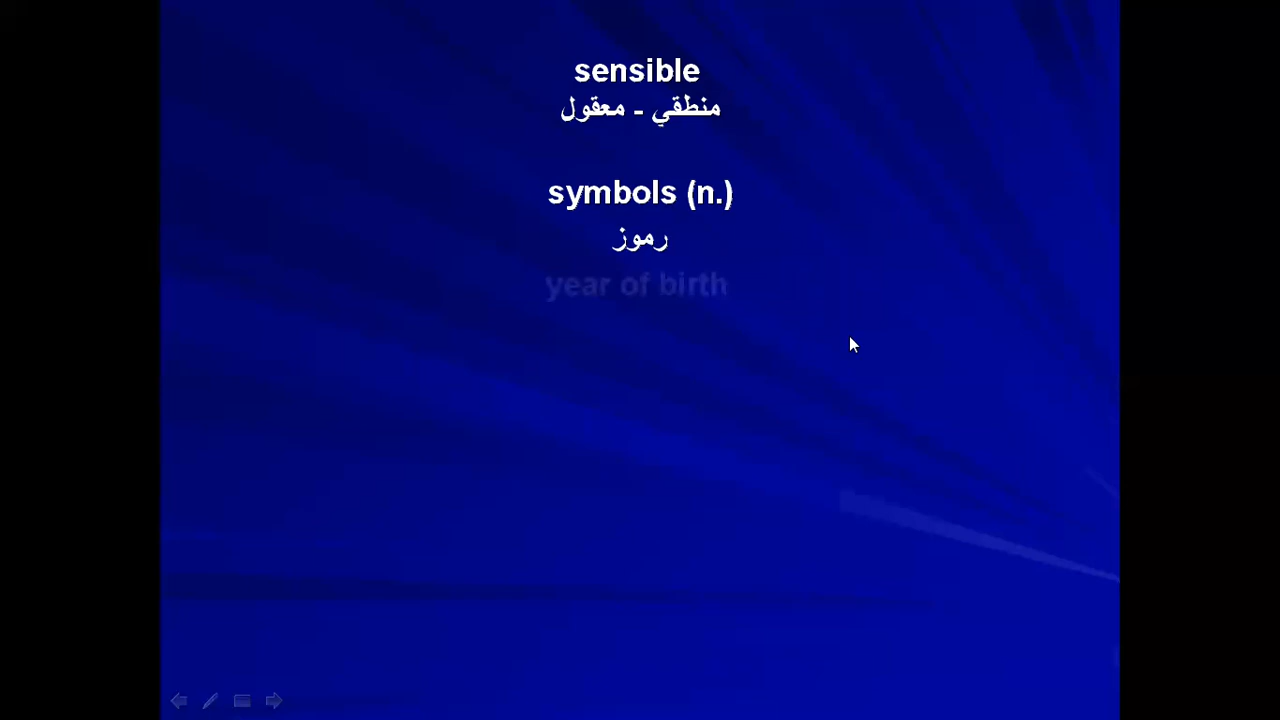 sensible
منطقي - معقول
symbols (n.)
رموز
year of birth